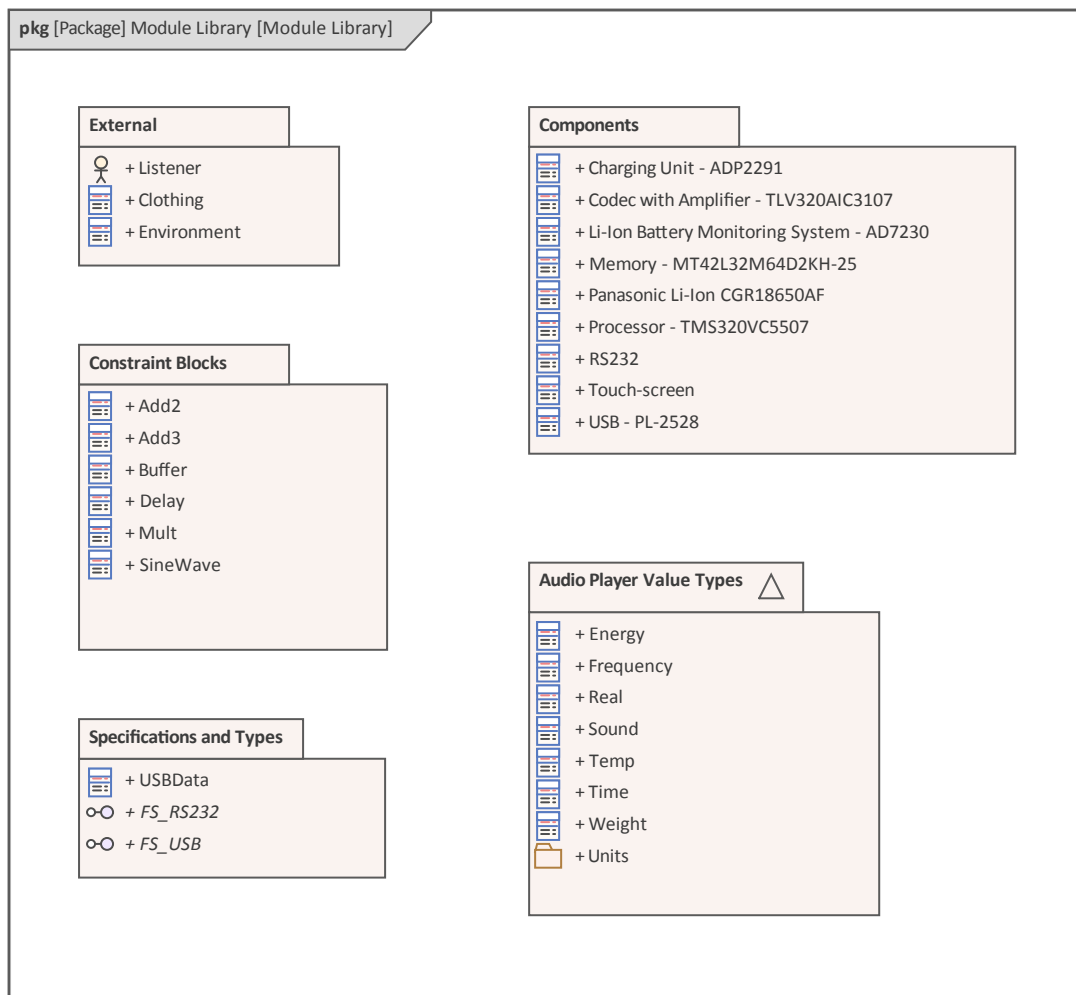 pkg [Package] Module Library [Module Library]
External
+ Listener
+ Clothing
+ Environment
Components
+ Charging Unit - ADP2291
+ Codec with Amplifier - TLV320AIC3107
+ Li-Ion Battery Monitoring System - AD7230
+ Memory - MT42L32M64D2KH-25
+ Panasonic Li-Ion CGR18650AF
+ Processor - TMS320VC5507
+ RS232
+ Touch-screen
+ USB - PL-2528
Constraint Blocks
+ Add2
+ Add3
+ Buffer
+ Delay
+ Mult
+ SineWave
Audio Player Value Types
+ Energy
+ Frequency
+ Real
+ Sound
+ Temp
+ Time
+ Weight
+ Units
Specifications and Types
+ USBData
+ FS_RS232
+ FS_USB